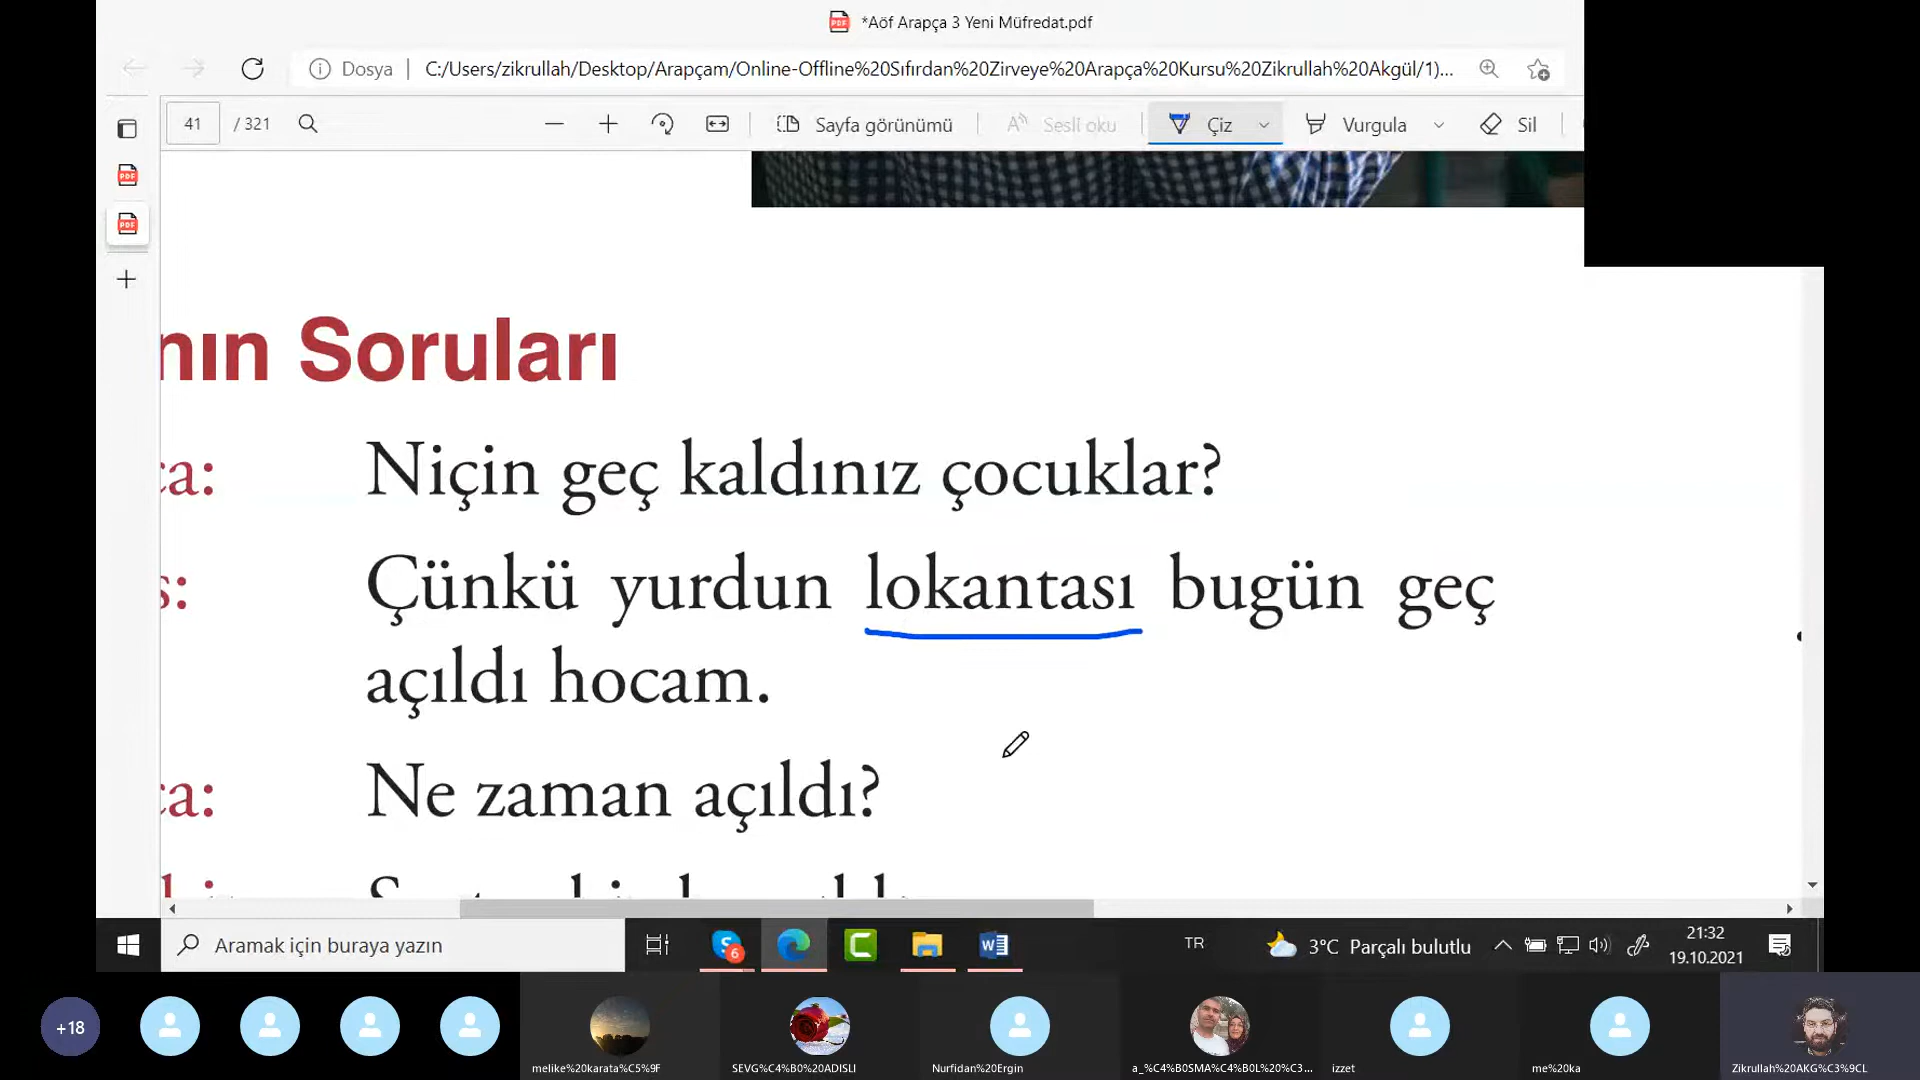 *Aöf Arapça 3 Yeni Müfredat.pdf
Dosya | C:/Users/zikrullah/Desktop/Arapçam/Online-Offline%20Sıfırdan%20Zirveye%20Arapça%20Kursu%20Zikrullah%20Akgül/1)...
41 / 321 Sayfa görünümü Sesli oku Çiz Vurgula Sil
nın Soruları
ca: Niçin geç kaldınız çocuklar?
s: Çünkü yurdun lokantası bugün geç
açıldı hocam.
ca: Ne zaman açıldı?
Aramak için buraya yazın
6
TR
3°C Parçalı bulutlu
21:32
19.10.2021
+18
melike%20karata%C5%9F
SEVG%C4%B0%20ADISLI
Nurfidan%20Ergin
a_%C4%B0SMA%C4%B0L%20%C3...
izzet
me%20ka
Zikrullah%20AKG%C3%9CL